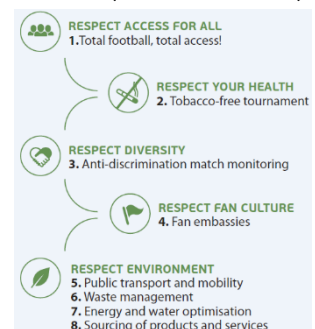 RESPECT ACCESS FOR ALL
1.Total football, total access!
RESPECT YOUR HEALTH
2. Tobacco-free tournament
RESPECT DIVERSITY
3. Anti-discrimination match monitoring
RESPECT FAN CULTURE
4. Fan embassies
RESPECT ENVIRONMENT
5. Public transport and mobility
6. Waste management
7. Energy and water optimisation
8. Sourcing of products and services